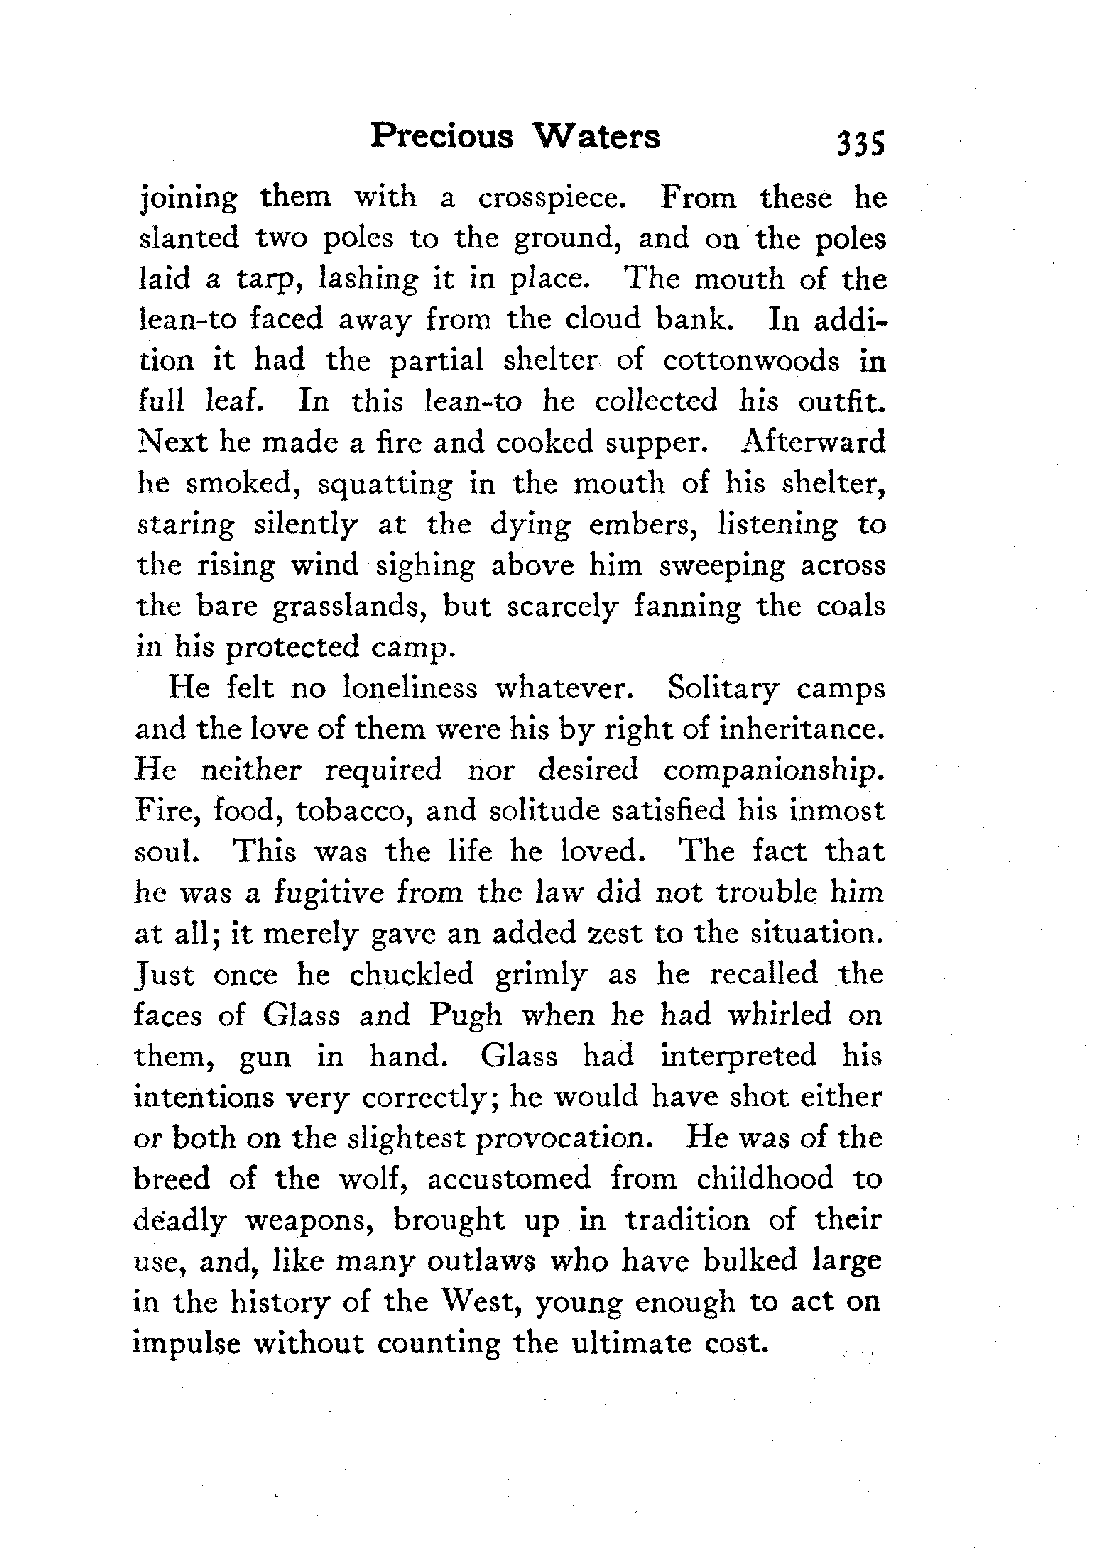 Precious Waters 335
joining them with a crosspiece. From these he
slanted two poles to the ground, and on the poles
laid a tarp, lashing it in place. The mouth of the
lean-to faced away from the cloud bank. In addi-
tion it had the partial shelter of cottonwoods in
full leaf. In this lean-to he collected his outfit.
Next he made a fire and cooked supper. Afterward
he smoked, squatting in the mouth of his shelter,
staring silently at the dying embers, listening to
the rising wind sighing above him sweeping across
the bare grasslands, but scarcely fanning the coals
in his protected camp.
He felt no loneliness whatever. Solitary camps
and the love of them were his by right of inheritance.
He neither required nor desired companionship.
Fire, food, tobacco, and solitude satisfied his inmost
soul. This was the life he loved. The fact that
he was a fugitive from the law did not trouble him
at all; it merely gave an added zest to the situation.
Just once he chuckled grimly as he recalled the
faces of Glass and Pugh when he had whirled on
them, gun in hand. Glass had interpreted his
intentions very correctly; he would have shot either
or both on the slightest provocation. He was of the
breed of the wolf, accustomed from childhood to
deadly weapons, brought up in tradition of their
use, and, like many outlaws who have bulked large
in the history of the West, young enough to act on
impulse without counting the ultimate cost.